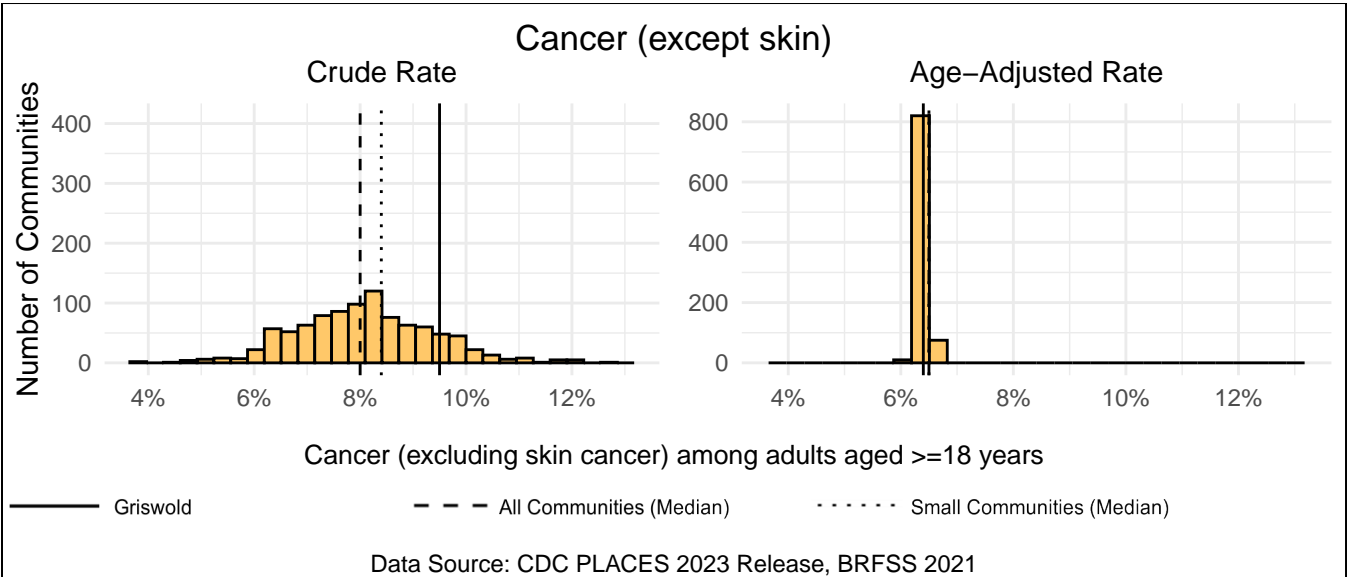 Cancer (except skin)
Crude Rate
Age−Adjusted Rate
Number of Communities
400
300
200
100
0
4%
6%
8%
10%
12%
800
600
400
200
0
4%
6%
8%
10%
12%
Cancer (excluding skin cancer) among adults aged >=18 years
Griswold
All Communities (Median)
Small Communities (Median)
Data Source: CDC PLACES 2023 Release, BRFSS 2021